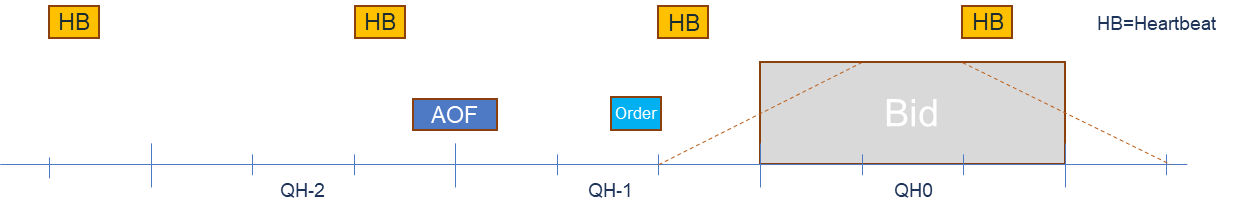 HB
HB
HB
HB
HB=Heartbeat
AOF
Order
Bid
QH-2
QH-1
QH0